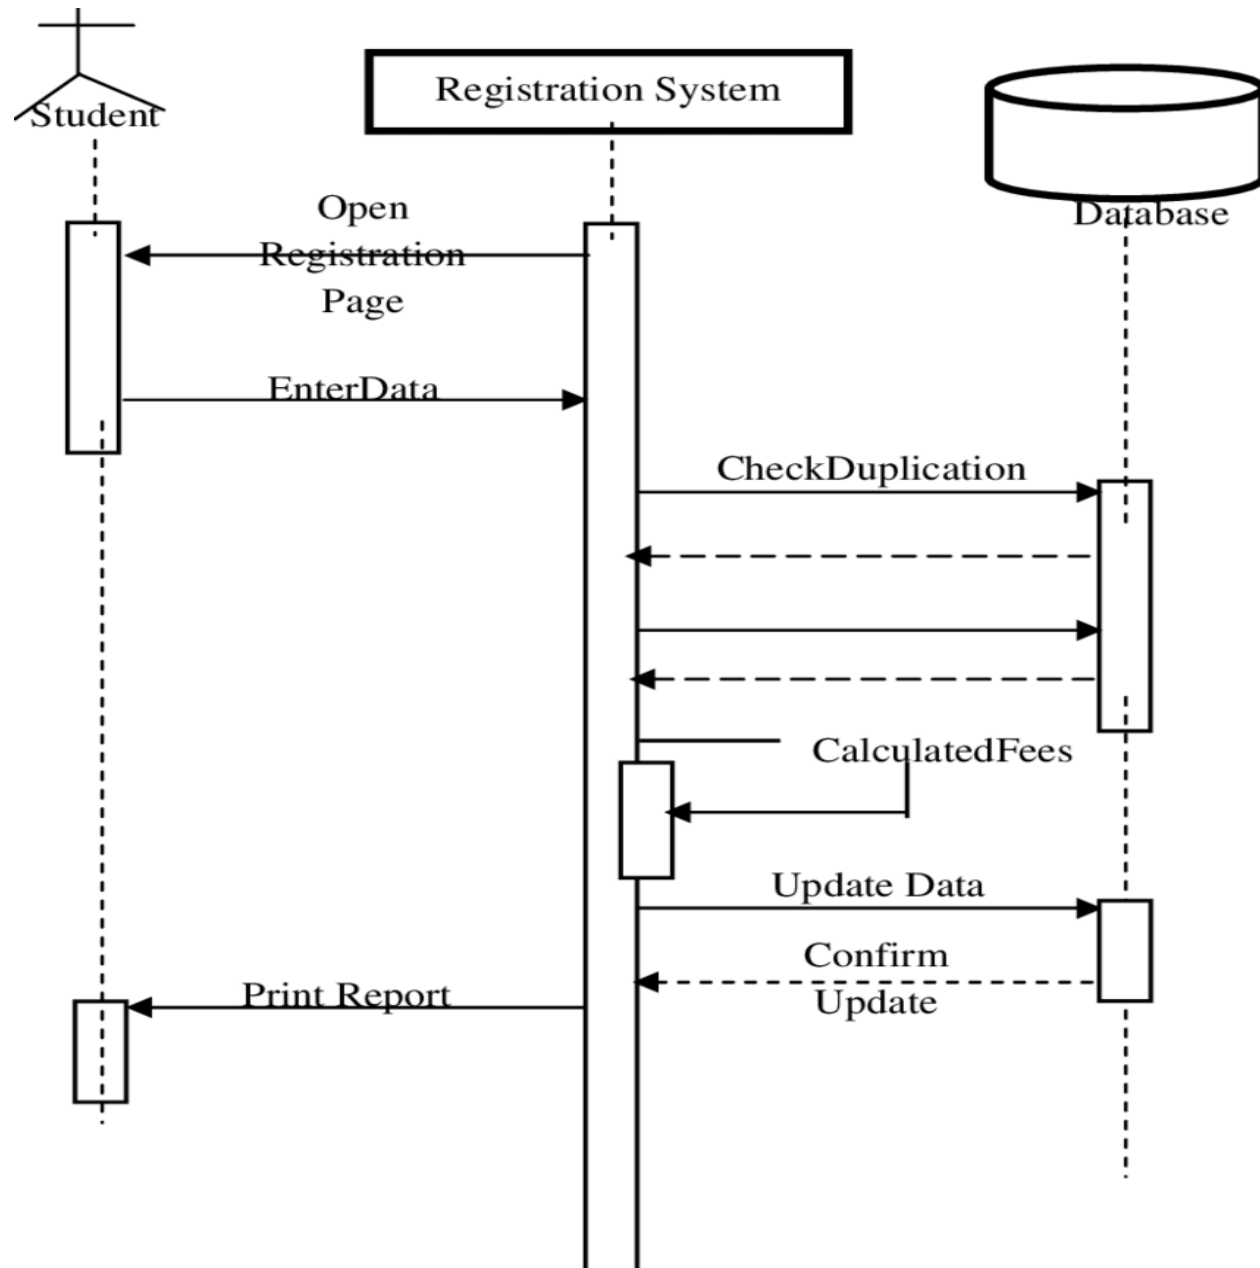 Student
Registration System
Database
Open
Registration
Page
EnterData
CheckDuplication
CalculatedFees
Update Data
Confirm
Update
Print Report